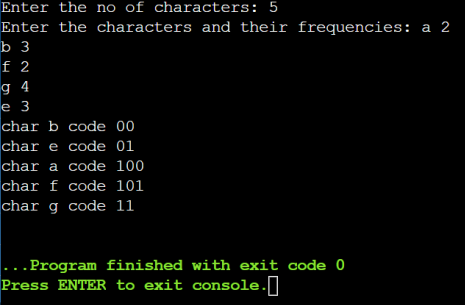 Enter the no of characters: 5
Enter the characters and their frequencies: a 2
b 3
f 2
g 4
e 3
char b code 00
char e code 01
char a code 100
char f code 101
char g code 11
...Program finished with exit code 0
Press ENTER to exit console.